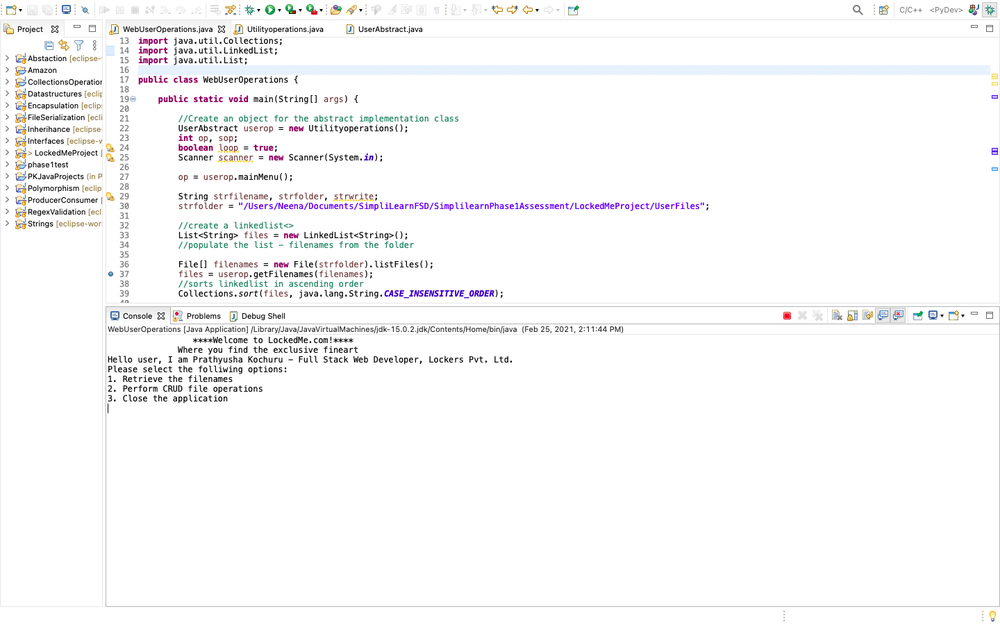 C/C++ <PyDev>
Project
WebUserOperations.java
Utilityoperations.java
UserAbstract.java
Abstaction [eclipse-
Amazon
CollectionsOperation
Datastructures [eclip
Encapsulation [eclips
FileSerialization [ecli
Inherihance [eclipse-
Interfaces [eclipse-w
> LockedMeProject [
phase1test
PKJavaProjects (in P
Polymorphism [eclip
ProducerConsumer [
RegexValidation [ecl
Strings [eclipse-wor
13 import java.util.Collections;
14 import java.util.LinkedList;
15 import java.util.List;
16
17 public class WebUserOperations {
18
19 public static void main(String[] args) {
20
21 //Create an object for the abstract implementation class
22 UserAbstract userop = new Utilityoperations();
23 int op, sop;
24 boolean loop = true;
25 Scanner scanner = new Scanner(System.in);
26
27 op = userop.mainMenu();
28
29 String strfilename, strfolder, strwrite;
30 strfolder = "/Users/Neena/Documents/SimpliLearnFSD/SimplilearnPhase1Assessment/LockedMeProject/UserFiles";
31
32 //create a linkedlist<>
33 List<String> files = new LinkedList<String>();
34 //populate the list - filenames from the folder
35
36 File[] filenames = new File(strfolder).listFiles();
37 files = userop.getFilenames(filenames);
38 //sorts linkedlist in ascending order
39 Collections.sort(files, java.lang.String.CASE_INSENSITIVE_ORDER);
Console
Problems
Debug Shell
WebUserOperations [Java Application] /Library/Java/JavaVirtualMachines/jdk-15.0.2.jdk/Contents/Home/bin/java (Feb 25, 2021, 2:11:44 PM)
****Welcome to LockedMe.com!****
Where you find the exclusive fineart
Hello user, I am Prathyusha Kochuru - Full Stack Web Developer, Lockers Pvt. Ltd.
Please select the folliwing options:
1. Retrieve the filenames
2. Perform CRUD file operations
3. Close the application